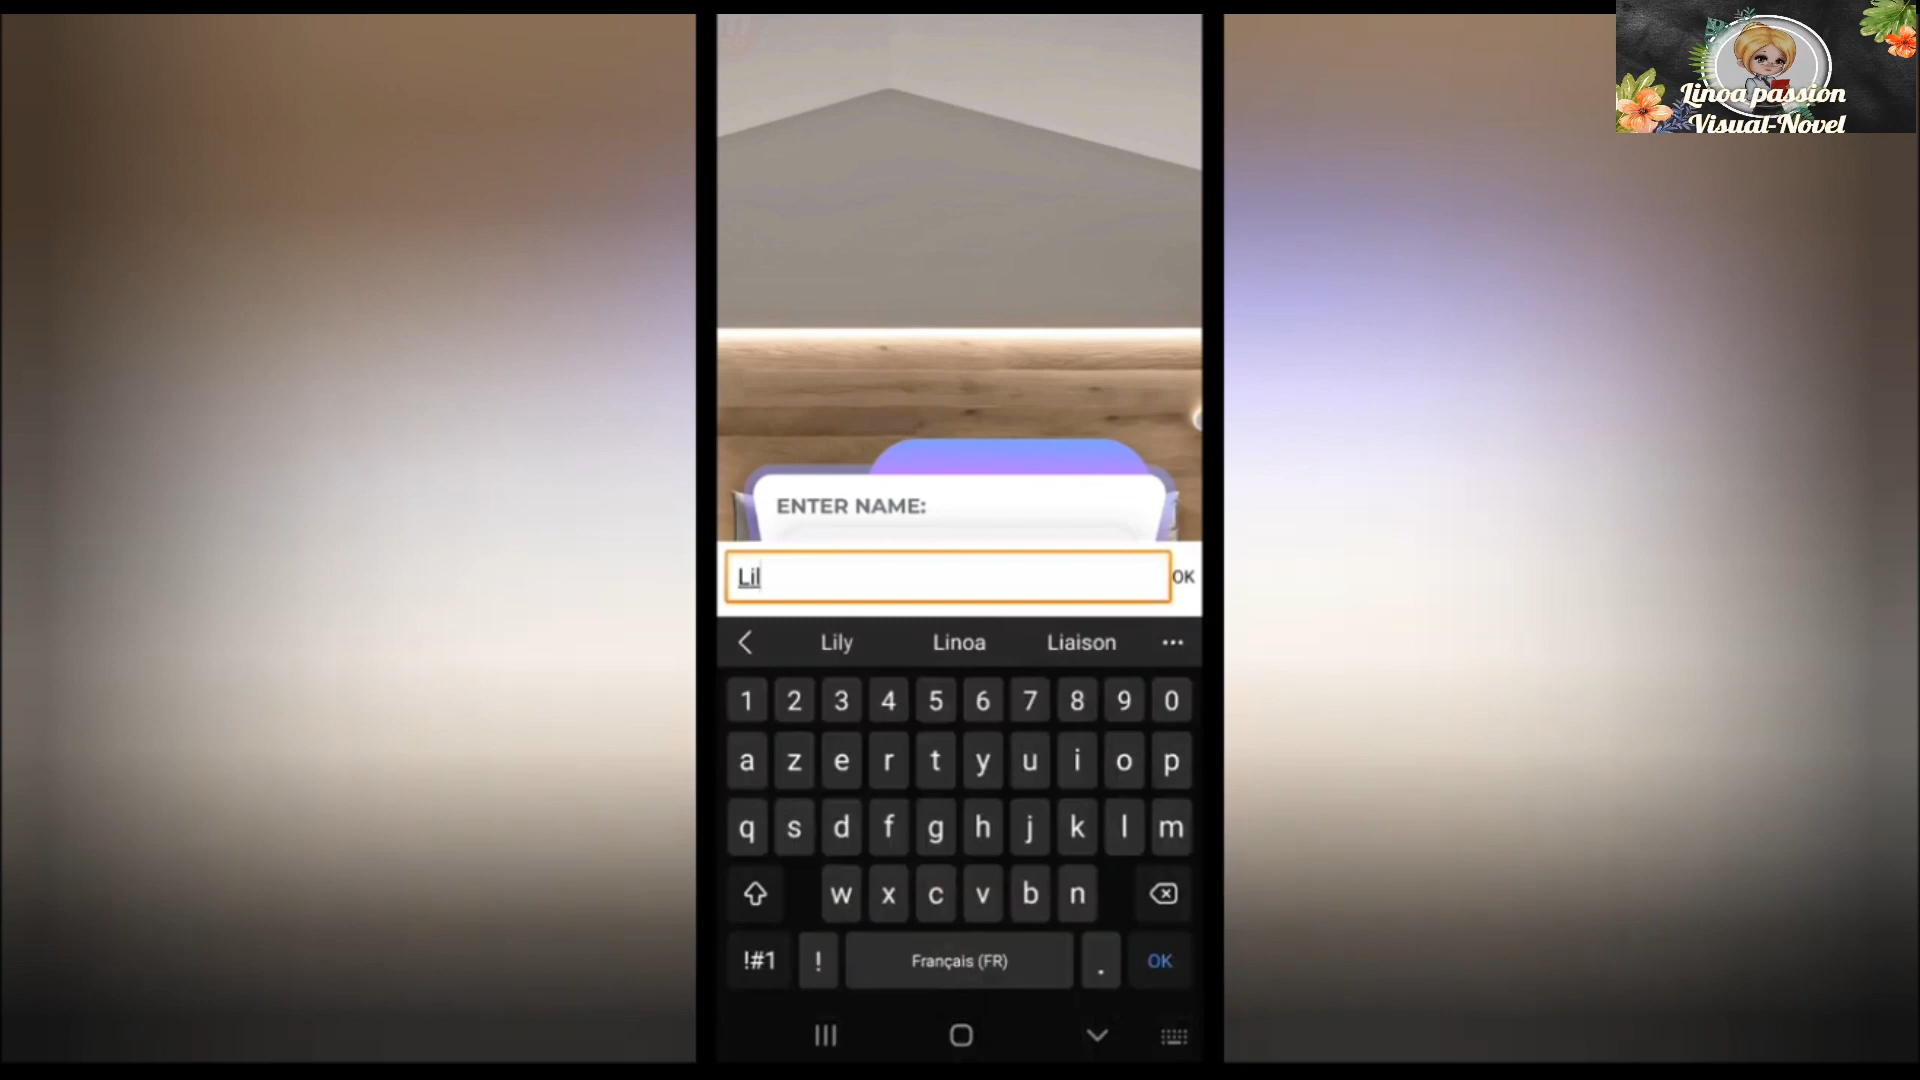 Linoa passion
Visual-Novel
ENTER NAME:
Lil
OK
Lily Linoa Liaison
1 2 3 4 5 6 7 8 9 0
a z e r t y u i o p
q s d f g h j k l m
w x c v b n
!#1 ! Français (FR) . OK